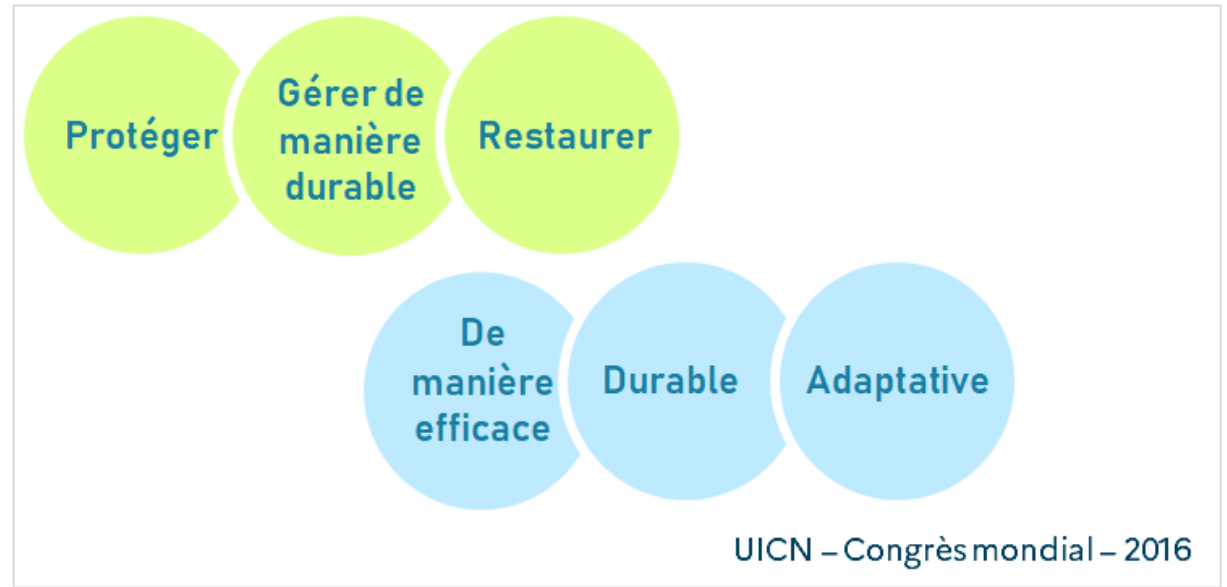 Protéger
Gérer de
manière
durable
Restaurer
De
manière
efficace
Durable
Adaptative
UICN – Congrès mondial – 2016